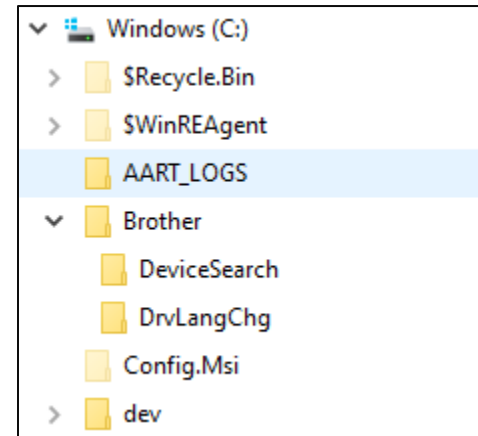 Windows (C:)
$Recycle.Bin
$WinREAgent
AART_LOGS
Brother
DeviceSearch
DrvLangChg
Config.Msi
dev